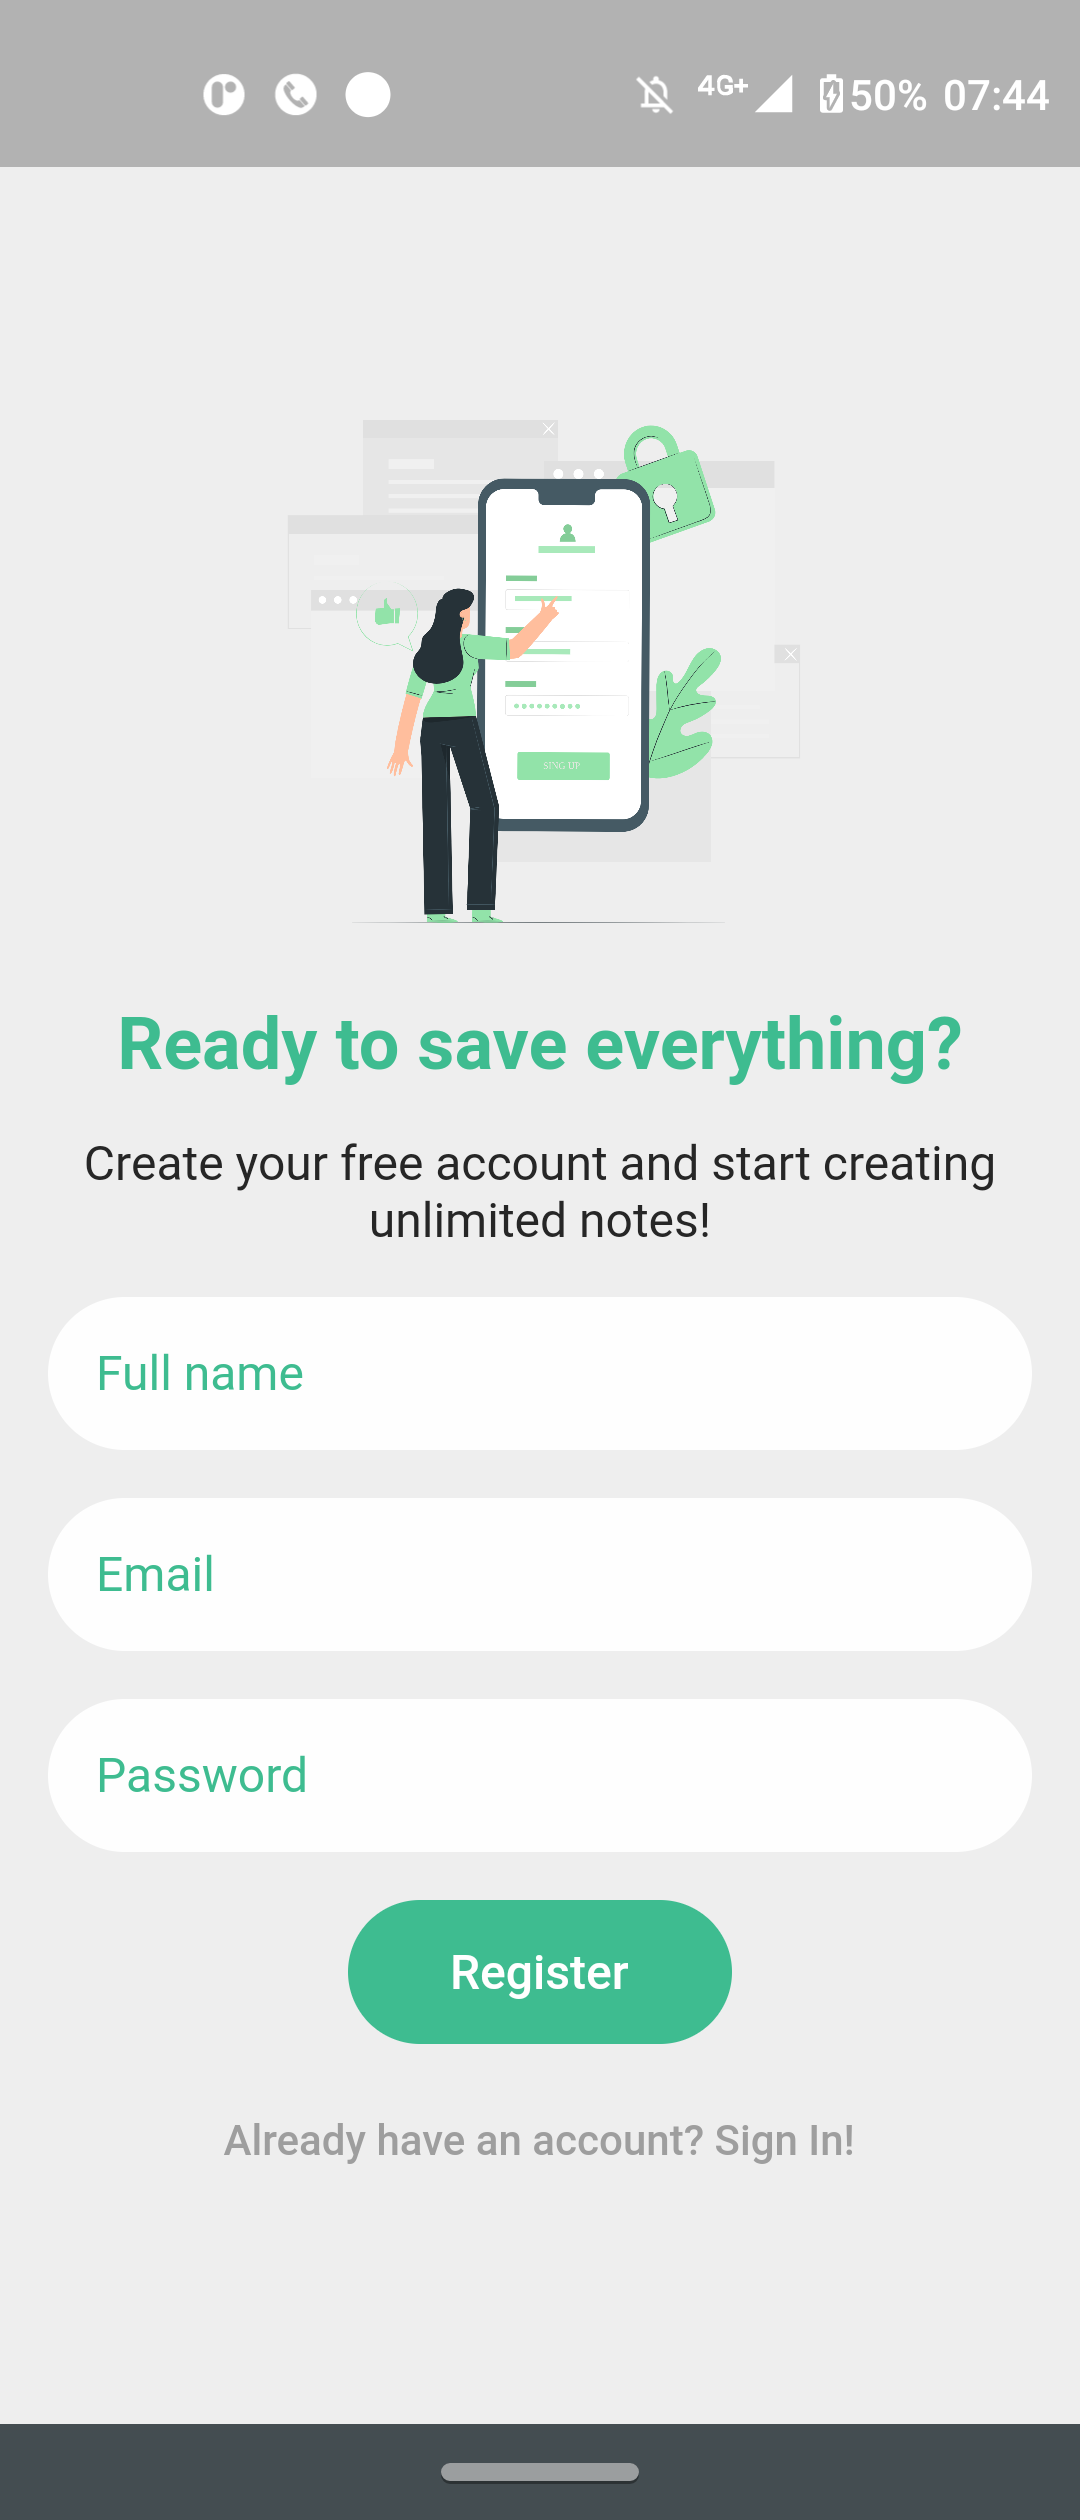 4G+ 50% 07:44
SING UP
Ready to save everything?
Create your free account and start creating
unlimited notes!
Full name
Email
Password
Register
Already have an account? Sign In!